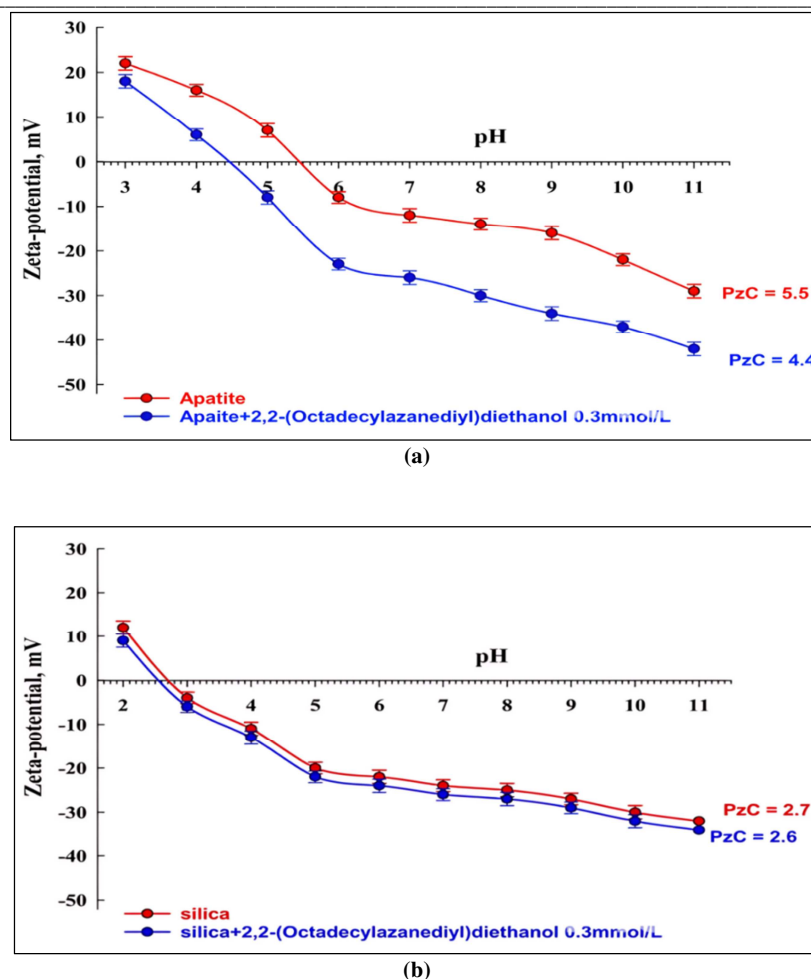 30
20
10
0
-10
-20
-30
-40
-50
Zeta-potential, mV
pH
3 4 5 6 7 8 9 10 11
PzC = 5.5
PzC = 4.4
Apatite
Apaite+2,2-(Octadecylazanediyl)diethanol 0.3mmol/L
(a)
30
20
10
0
-10
-20
-30
-40
-50
Zeta-potential, mV
pH
2 3 4 5 6 7 8 9 10 11
PzC = 2.7
PzC = 2.6
silica
silica+2,2-(Octadecylazanediyl)diethanol 0.3mmol/L
(b)